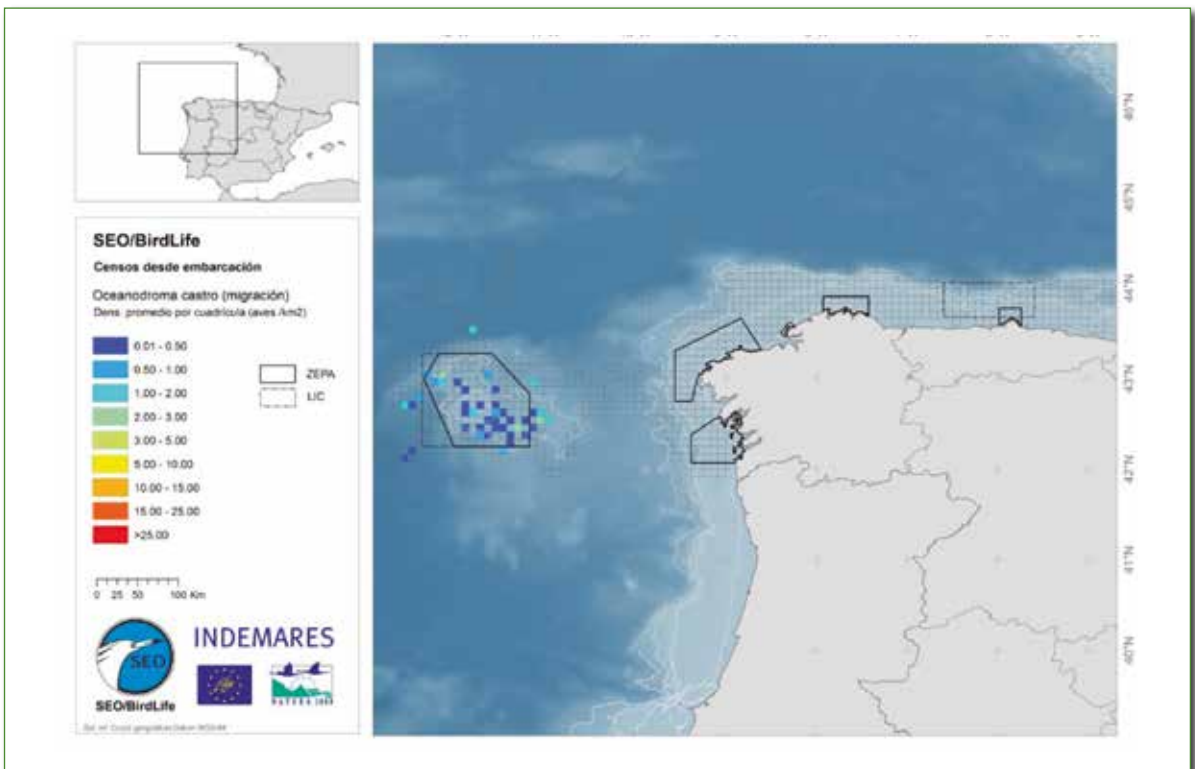 SEO/BirdLife
Censos desde embarcación
Oceanodroma castro (migración)
Dens. promedio por cuadrícula (aves /km2)
0.01 - 0.50
0.50 - 1.00
1.00 - 2.00
2.00 - 3.00
3.00 - 5.00
5.00 - 10.00
10.00 - 15.00
15.00 - 25.00
>25.00
ZEPA
LIC
0 25 50 100 Km
SEO
SEO/BirdLife
INDEMARES
NATURA 2000
46°N
45°N
44°N
43°N
42°N
41°N
40°N